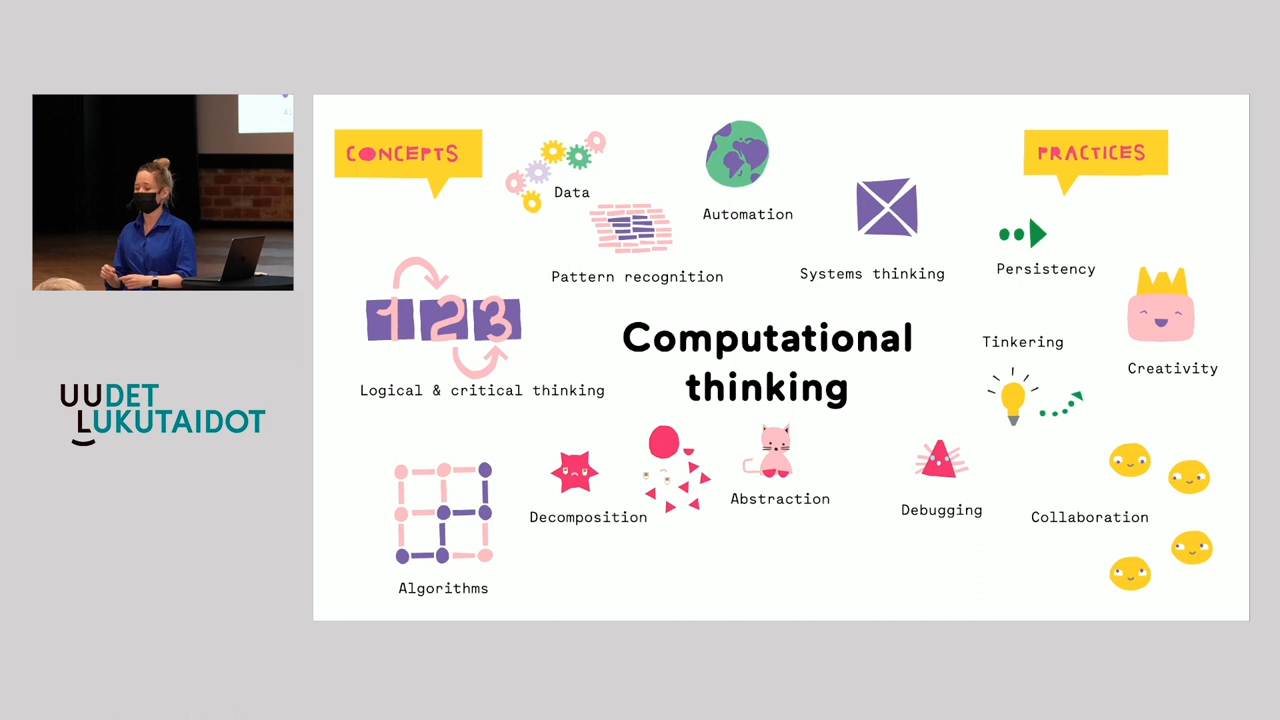 UUDET
LUKUTAIDOT
CONCEPTS
PRACTICES
Data
Automation
Pattern recognition
Systems thinking
Persistency
1 2 3
Computational
thinking
Tinkering
Creativity
Logical & critical thinking
Abstraction
Decomposition
Debugging
Collaboration
Algorithms